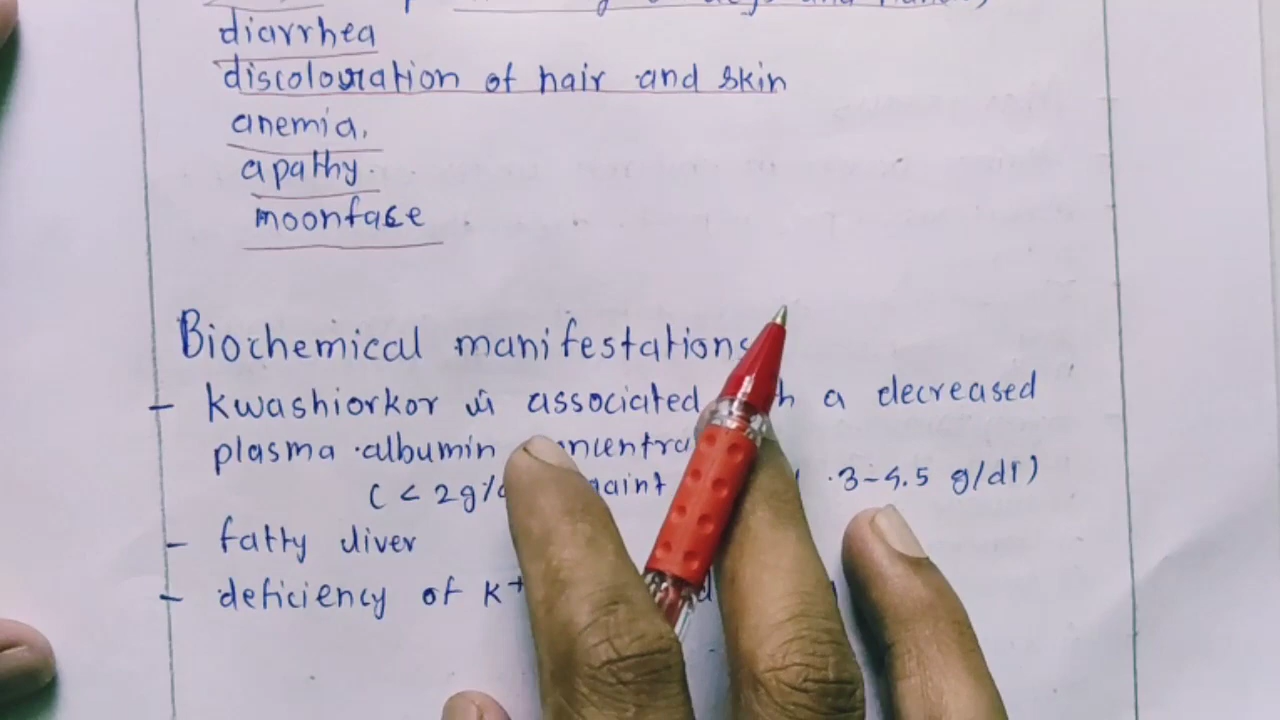 diarrhea
discolouration of hair and skin
anemia,
apathy.
moonface
Biochemical manifestations
- kwashiorkor is associated a decreased
plasma albumin
( < 2g/ 3-4.5 g/dl)
- fatty liver
- deficiency of K+